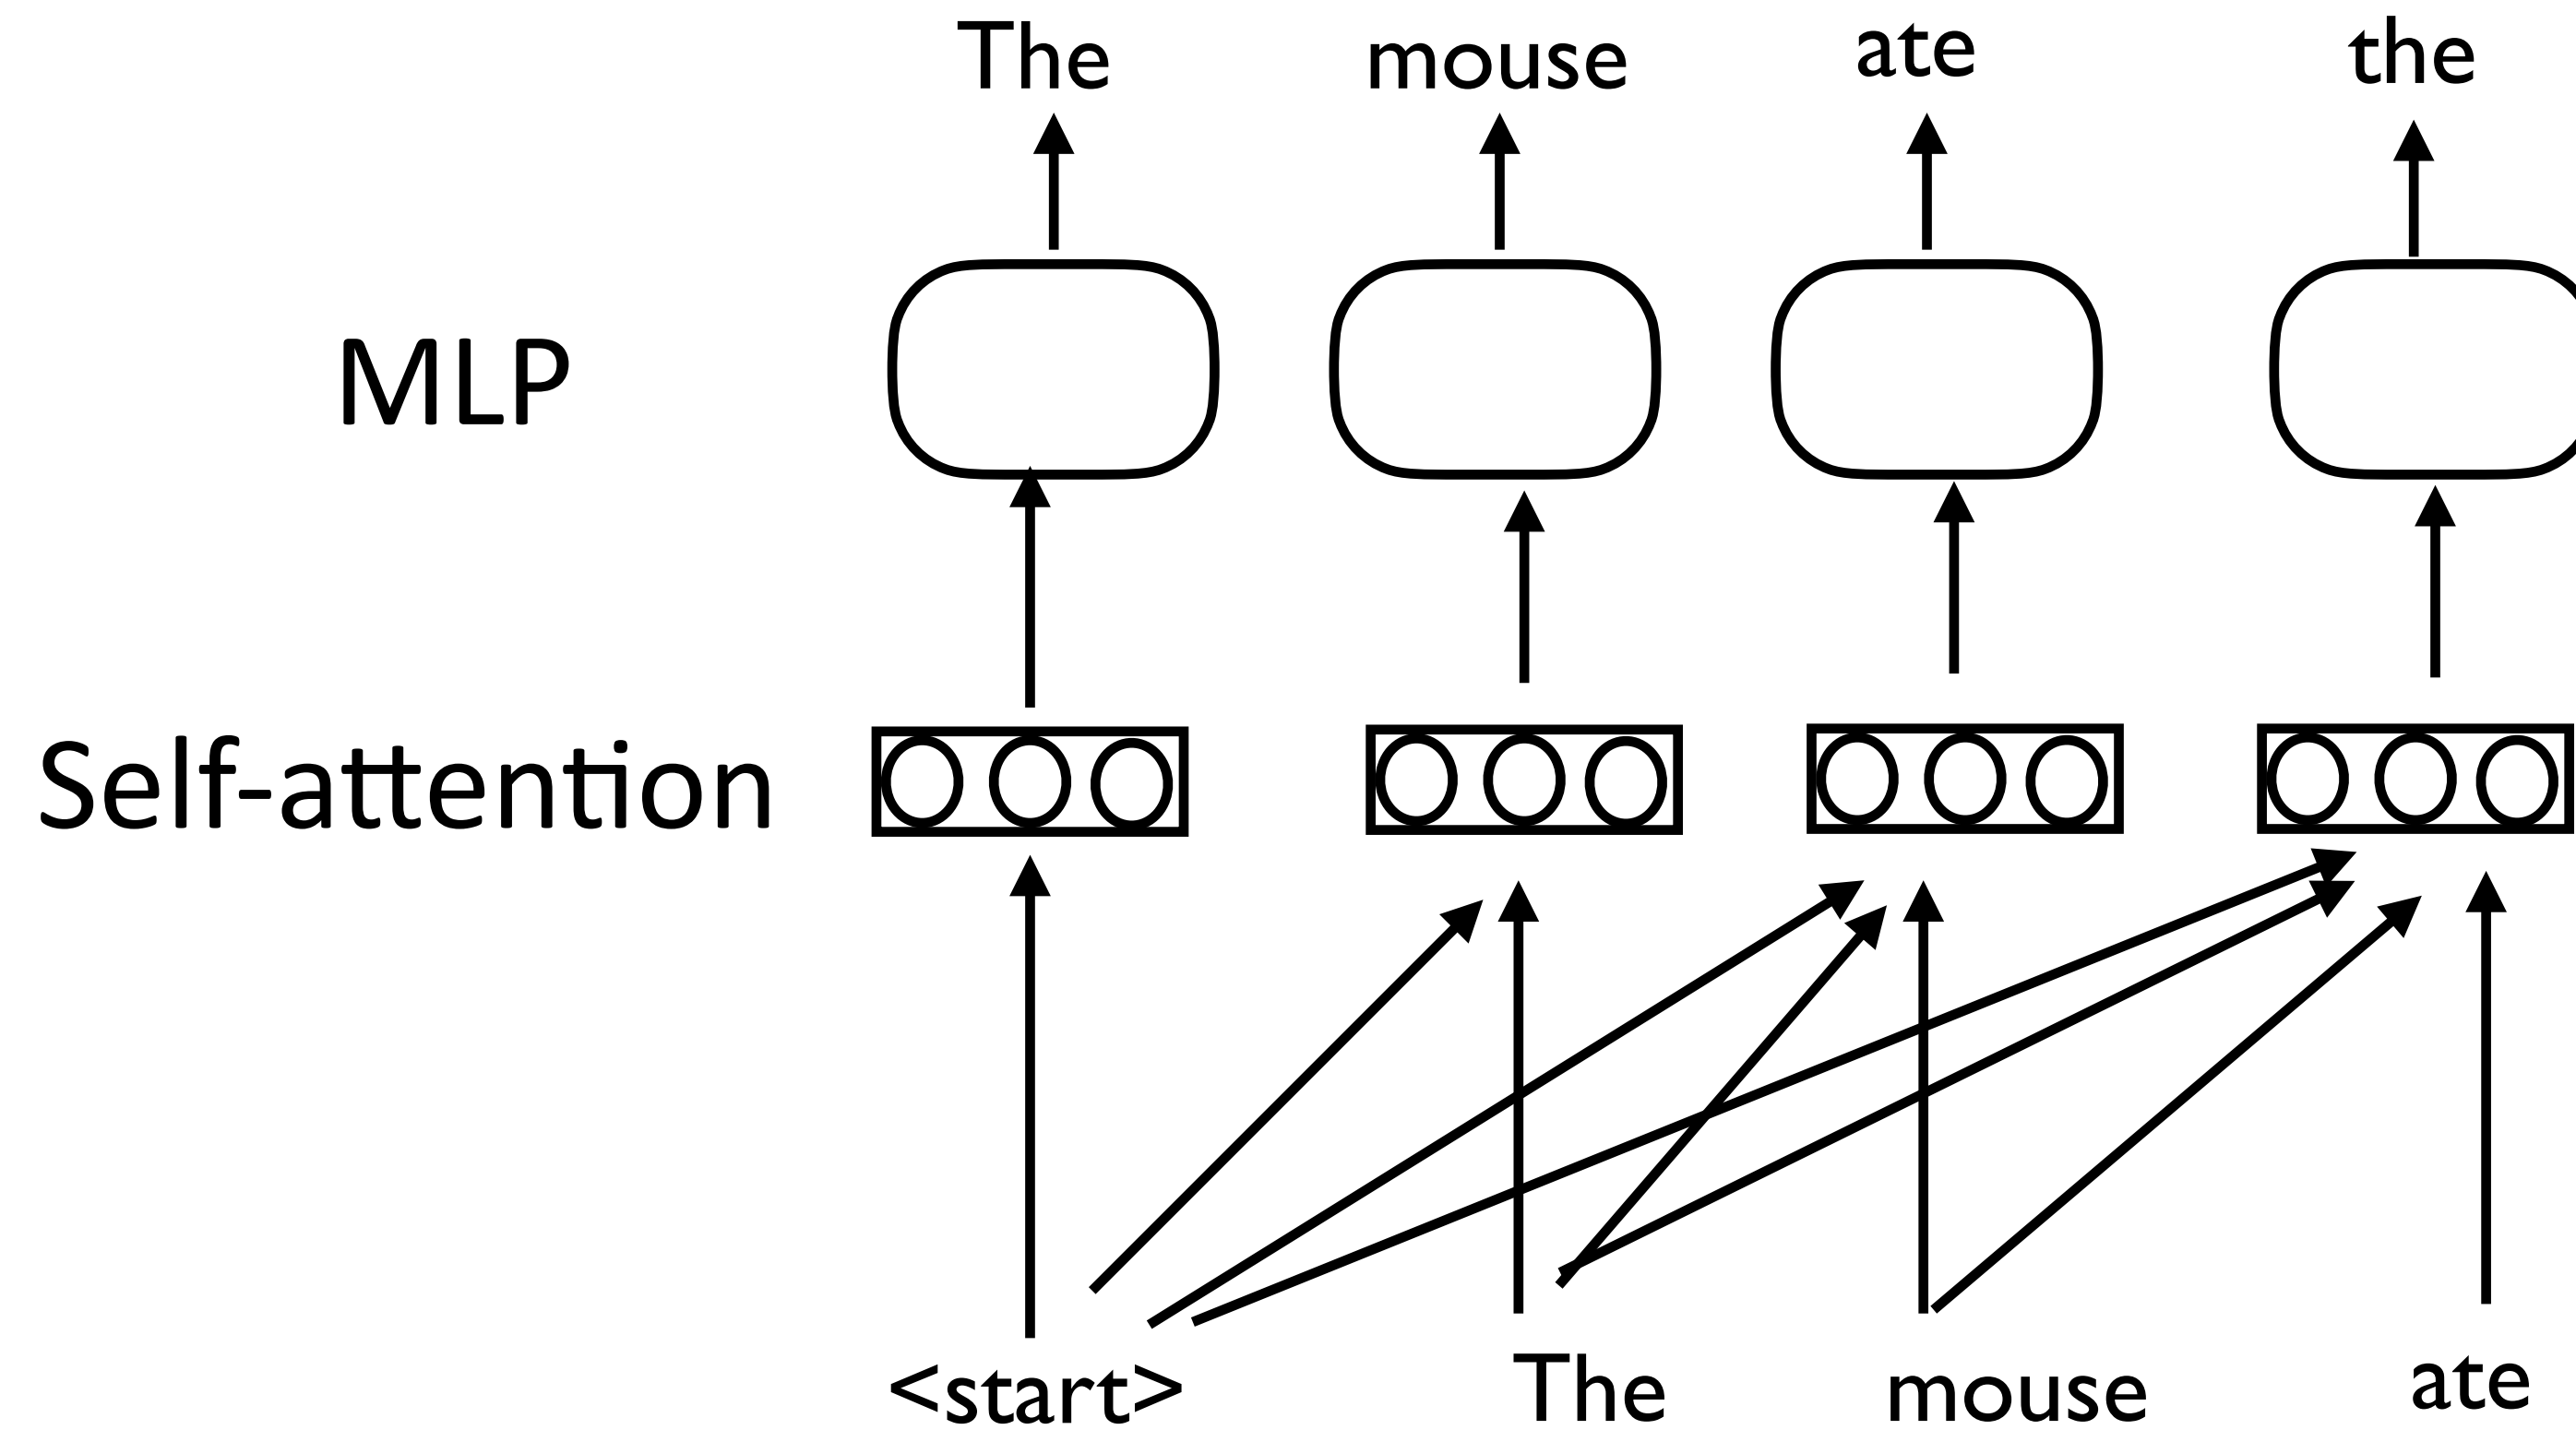 The mouse ate the
MLP
Self-attention
<start> The mouse ate